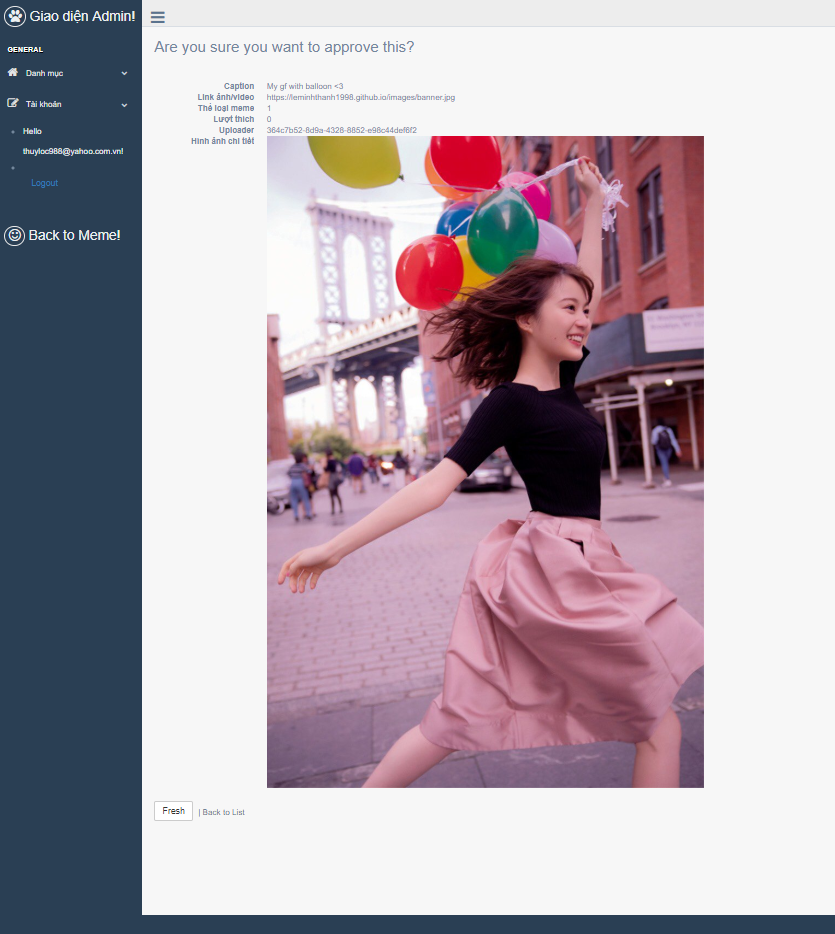 Giao diện Admin!
GENERAL
Danh mục
Tài khoản
Hello
thuyloc988@yahoo.com.vn!
Logout
Back to Meme!
Are you sure you want to approve this?
Caption My gf with balloon <3
Link ảnh/video https://leminhthanh1998.github.io/images/banner.jpg
Thể loại meme 1
Lượt thích 0
Uploader 364c7b52-8d9a-4328-8852-e98c44def6f2
Hình ảnh chi tiết
Fresh | Back to List